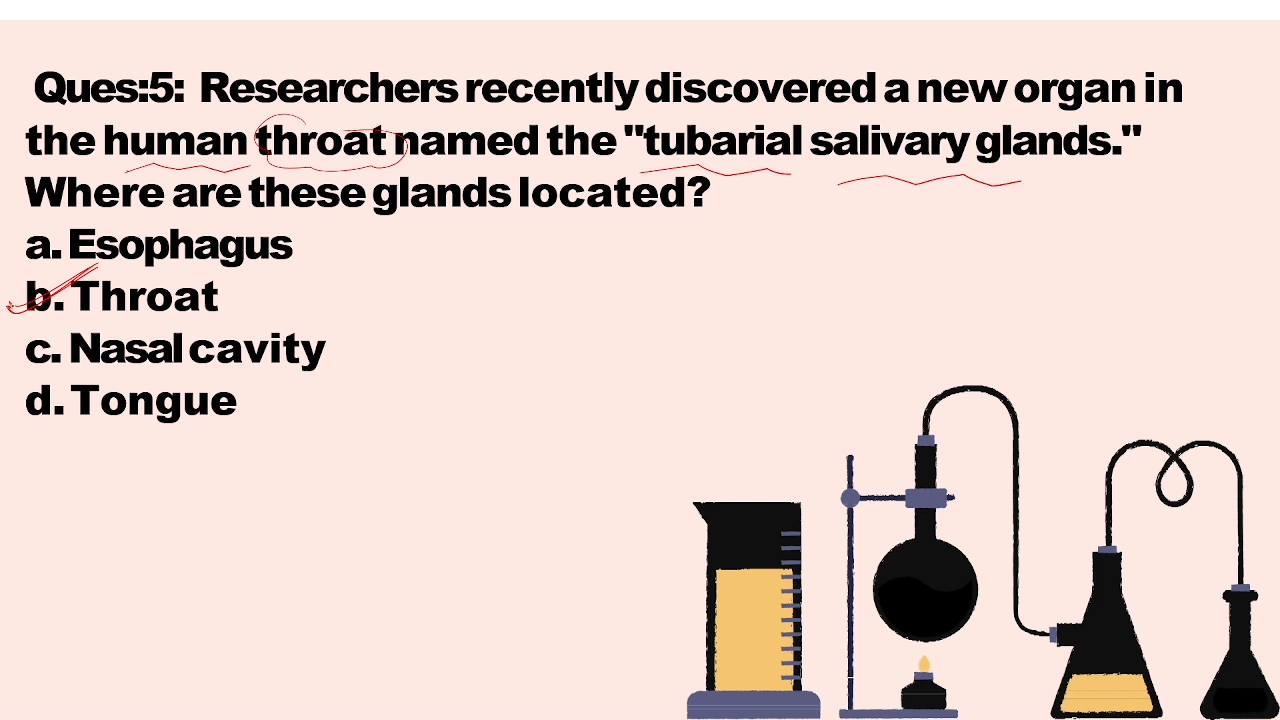 Ques:5: Researchers recently discovered a new organ in
the human throat named the "tubarial salivary glands."
Where are these glands located?
a. Esophagus
b. Throat
c. Nasal cavity
d. Tongue